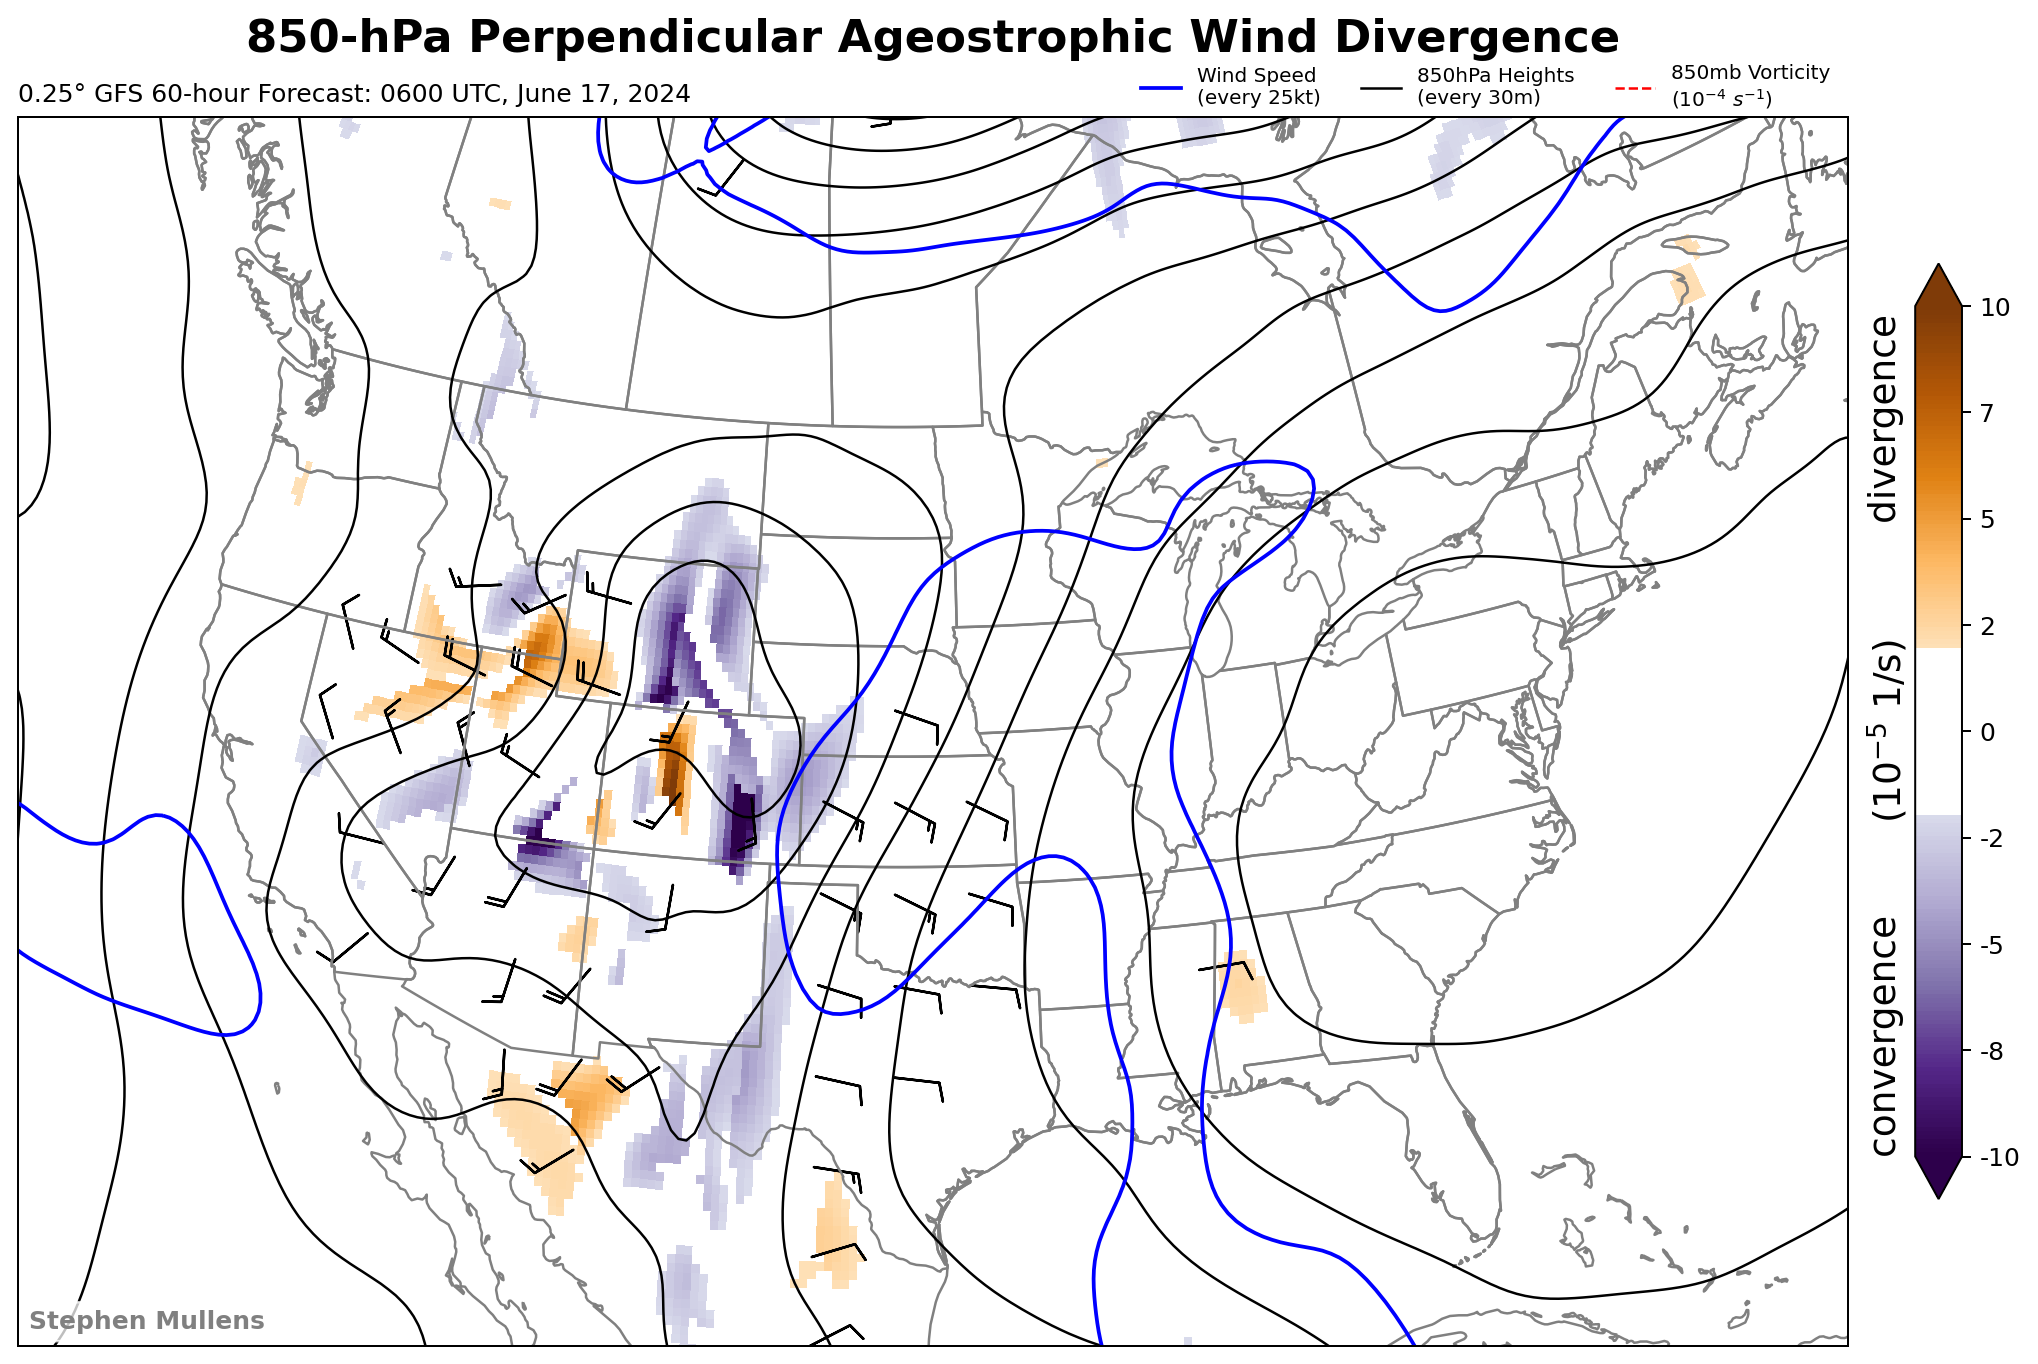 850-hPa Perpendicular Ageostrophic Wind Divergence
0.25° GFS 60-hour Forecast: 0600 UTC, June 17, 2024
Wind Speed
(every 25kt)
850hPa Heights
(every 30m)
850mb Vorticity
(10⁻⁴ s⁻¹)
10
7
5
2
0
-2
-5
-8
-10
divergence
(10⁻⁵ 1/s)
convergence
Stephen Mullens